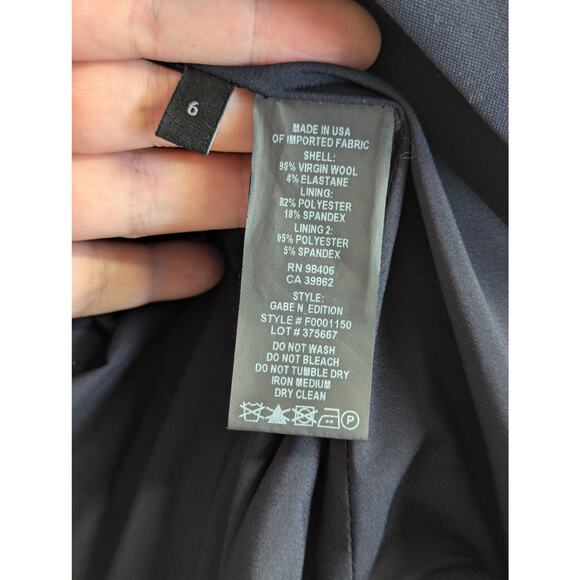 6
MADE IN USA
OF IMPORTED FABRIC
SHELL:
96% VIRGIN WOOL
4% ELASTANE
LINING:
82% POLYESTER
18% SPANDEX
LINING 2:
95% POLYESTER
5% SPANDEX
RN 98406
CA 39862
STYLE:
GABE N_EDITION
STYLE # F0001150
LOT # 375667
DO NOT WASH
DO NOT BLEACH
DO NOT TUMBLE DRY
IRON MEDIUM
DRY CLEAN
P